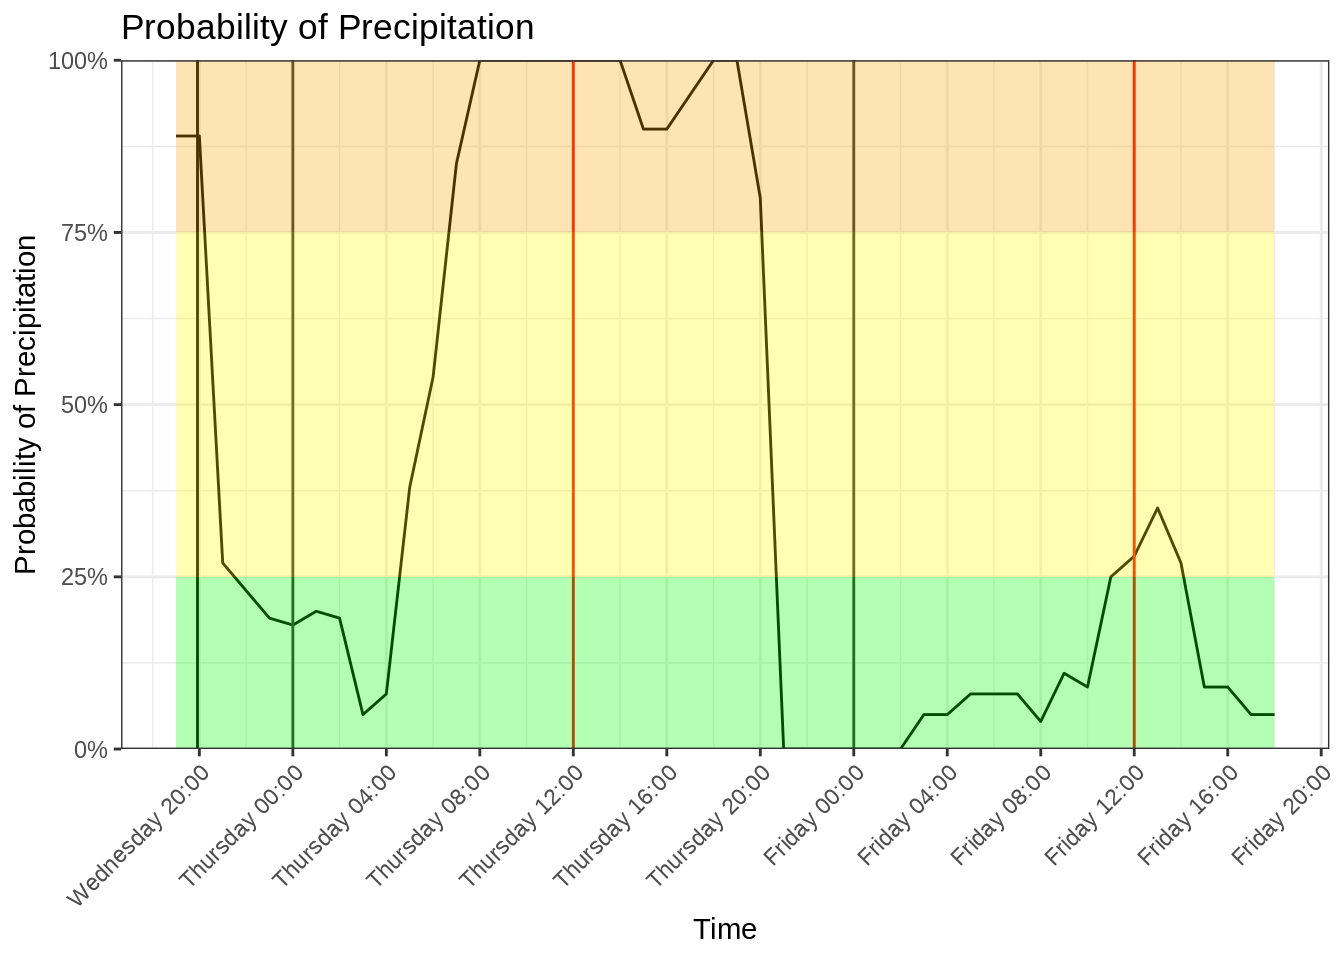 Probability of Precipitation
Probability of Precipitation
100%
75%
50%
25%
0%
Wednesday 20:00
Thursday 00:00
Thursday 04:00
Thursday 08:00
Thursday 12:00
Thursday 16:00
Thursday 20:00
Friday 00:00
Friday 04:00
Friday 08:00
Friday 12:00
Friday 16:00
Friday 20:00
Time